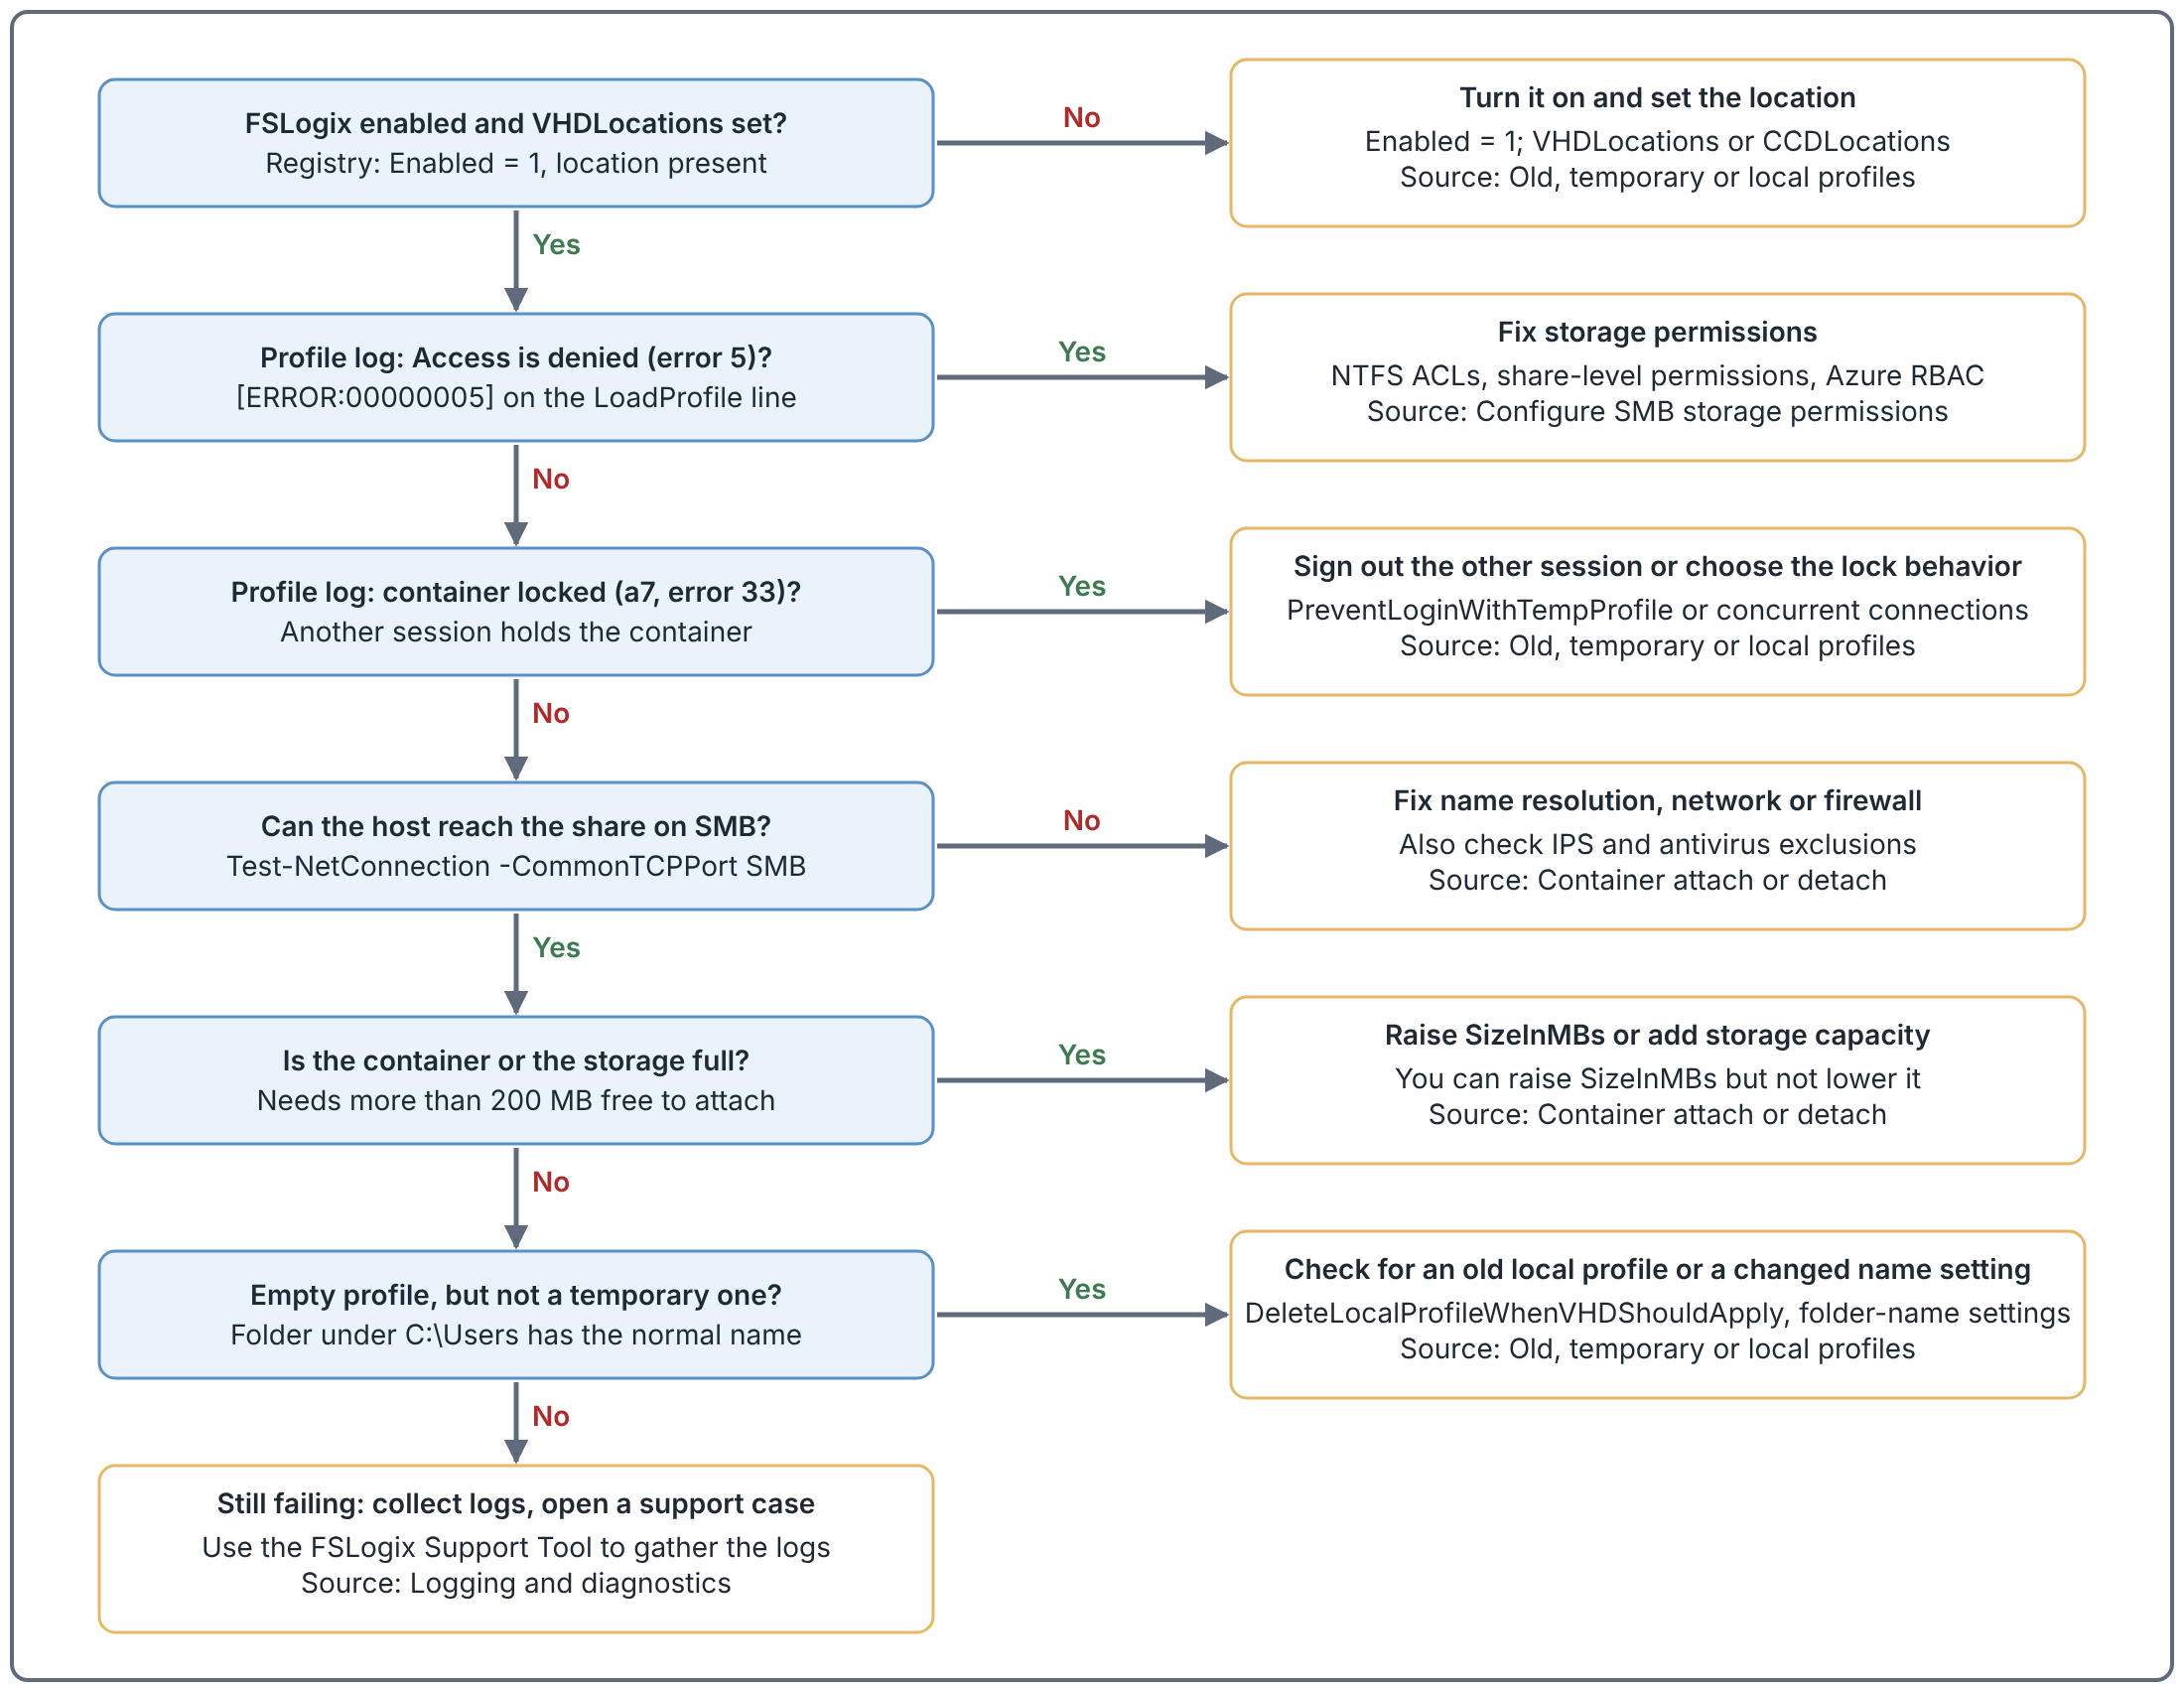 FSLogix enabled and VHDLocations set?
Registry: Enabled = 1, location present
No
Turn it on and set the location
Enabled = 1; VHDLocations or CCDLocations
Source: Old, temporary or local profiles
Yes
Profile log: Access is denied (error 5)?
[ERROR:00000005] on the LoadProfile line
Yes
Fix storage permissions
NTFS ACLs, share-level permissions, Azure RBAC
Source: Configure SMB storage permissions
No
Profile log: container locked (a7, error 33)?
Another session holds the container
Yes
Sign out the other session or choose the lock behavior
PreventLoginWithTempProfile or concurrent connections
Source: Old, temporary or local profiles
No
Can the host reach the share on SMB?
Test-NetConnection -CommonTCPPort SMB
No
Fix name resolution, network or firewall
Also check IPS and antivirus exclusions
Source: Container attach or detach
Yes
Is the container or the storage full?
Needs more than 200 MB free to attach
Yes
Raise SizeInMBs or add storage capacity
You can raise SizeInMBs but not lower it
Source: Container attach or detach
No
Empty profile, but not a temporary one?
Folder under C:\Users has the normal name
Yes
Check for an old local profile or a changed name setting
DeleteLocalProfileWhenVHDShouldApply, folder-name settings
Source: Old, temporary or local profiles
No
Still failing: collect logs, open a support case
Use the FSLogix Support Tool to gather the logs
Source: Logging and diagnostics